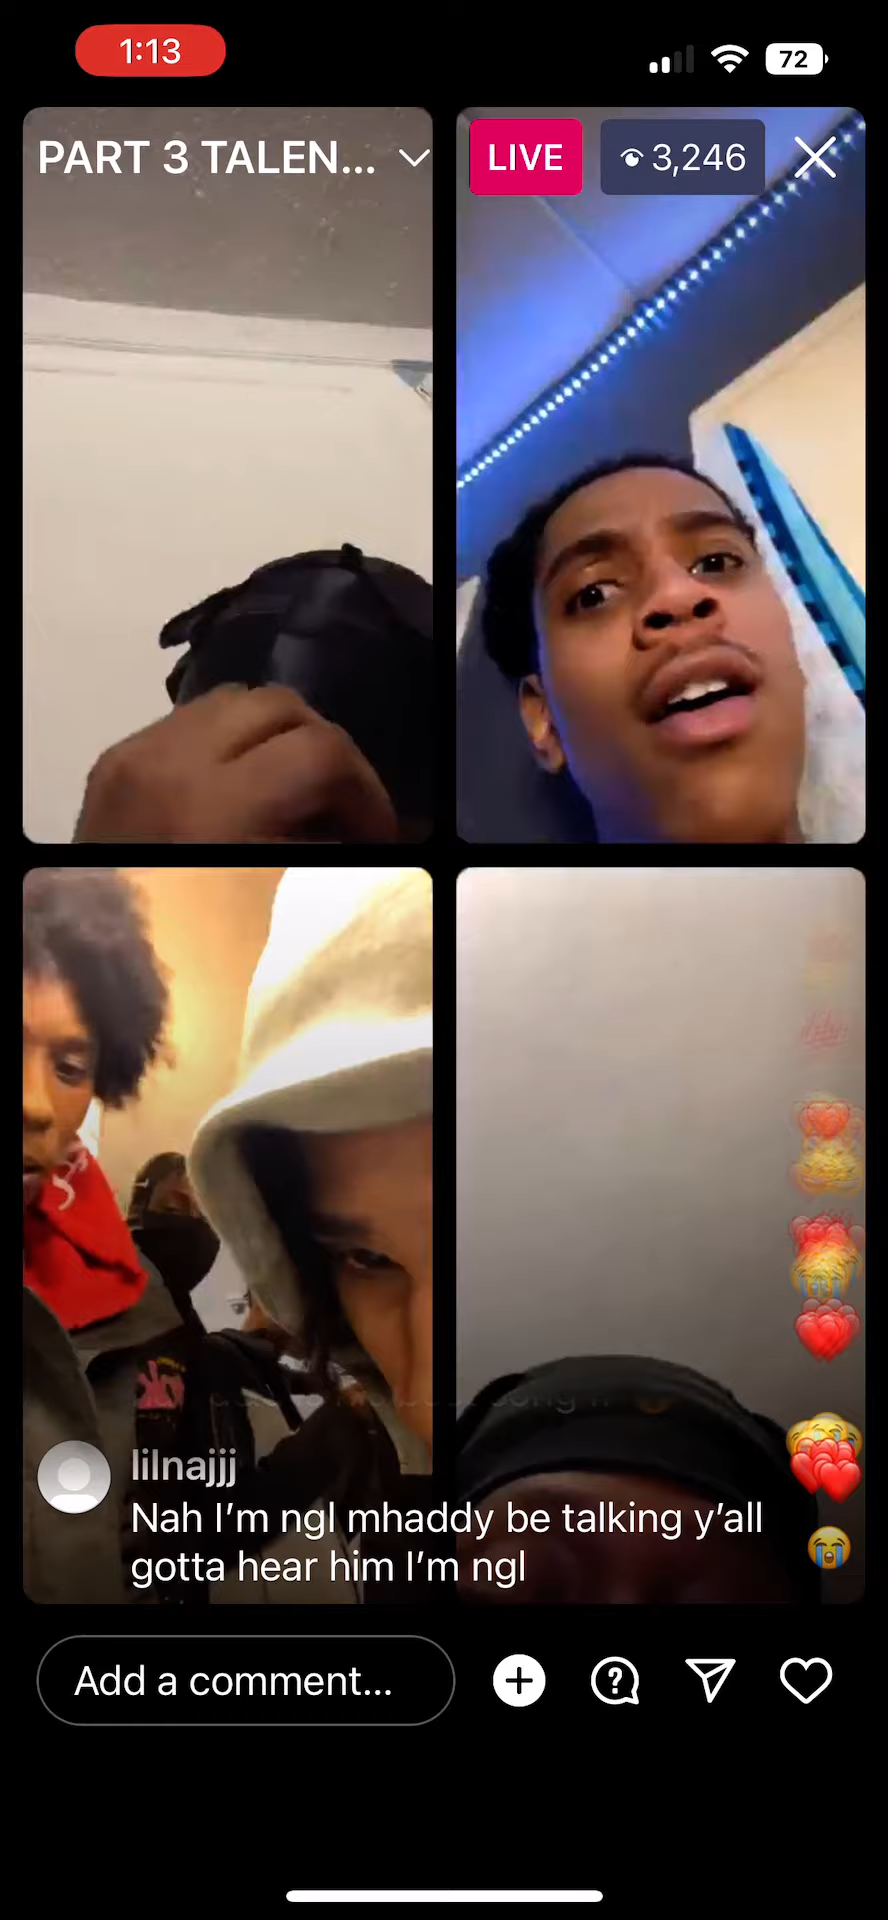 1:13
72
PART 3 TALEN...
LIVE
3,246
lilnajjj
Nah I’m ngl mhaddy be talking y’all
gotta hear him I’m ngl
Add a comment...